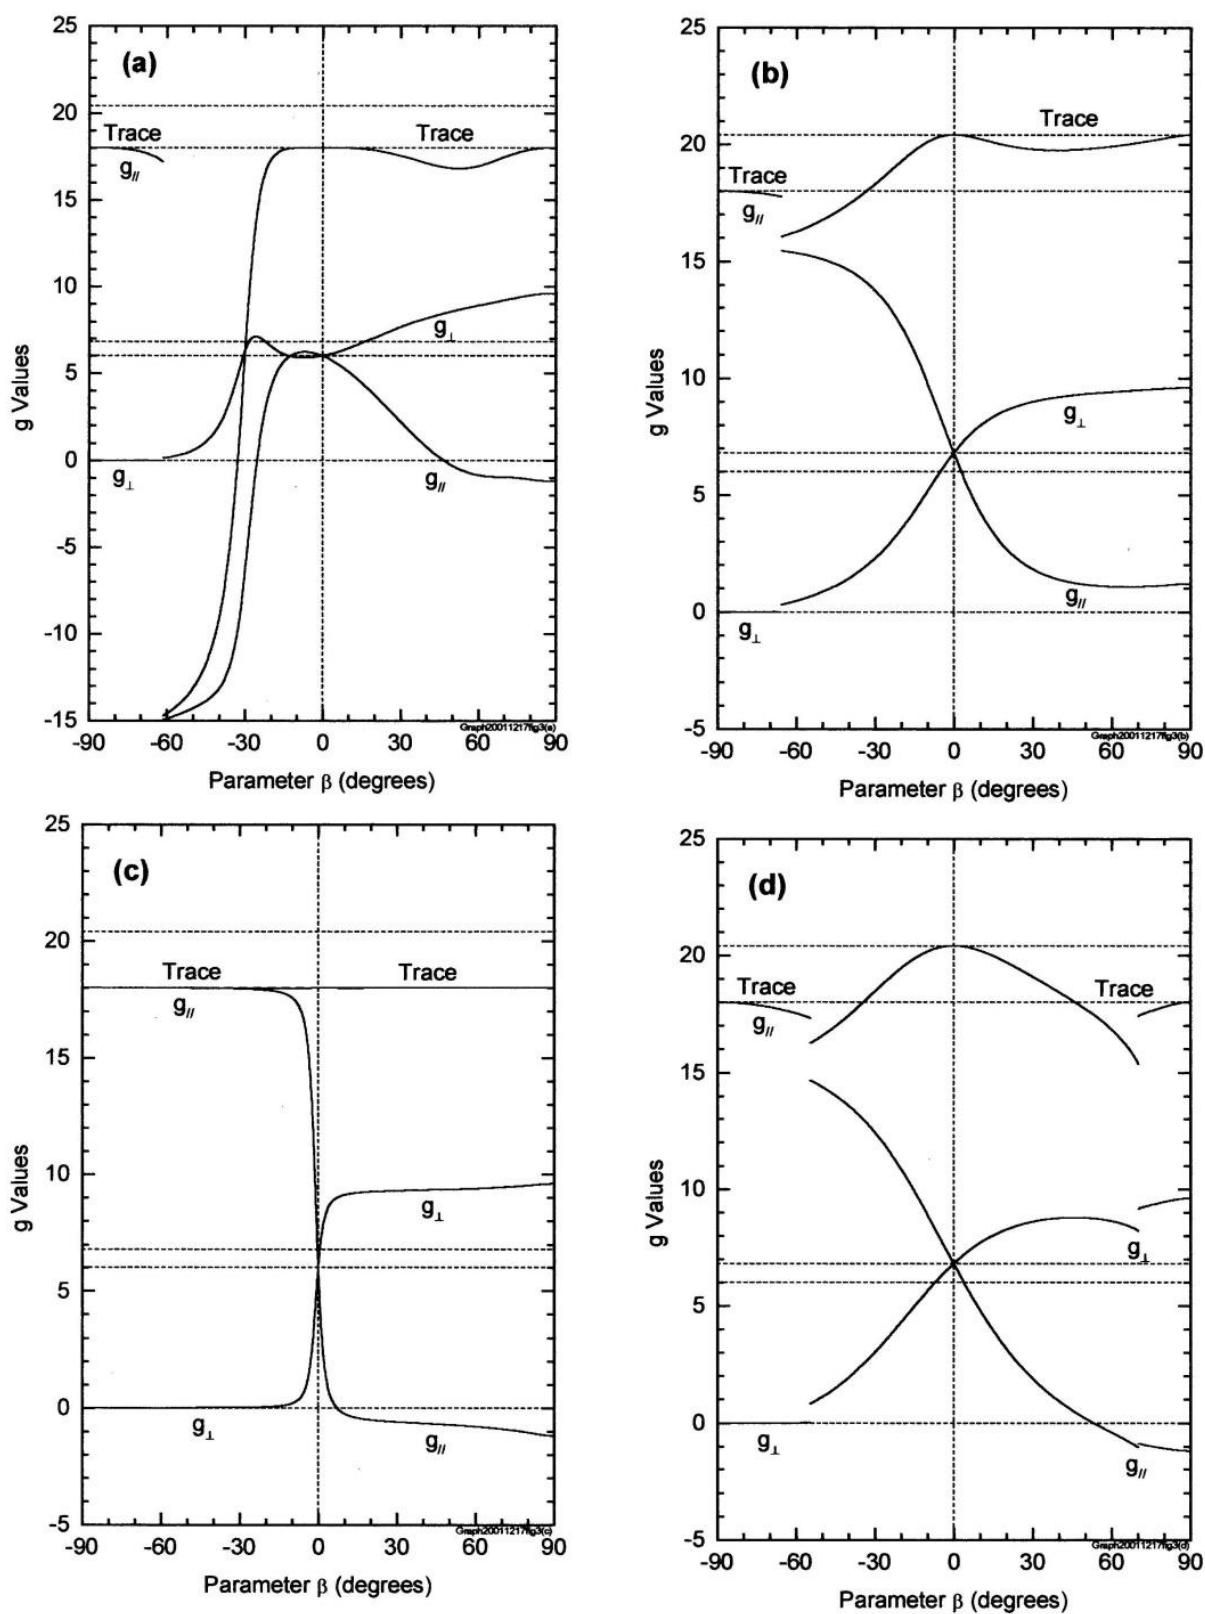 (a)
25
20
15
10
5
0
-5
-10
-15
g Values
Trace
Trace
g//
g⊥
g⊥
g//
Graph20011217fig3(a)
-90
-60
-30
0
30
60
90
Parameter β (degrees)
(b)
25
20
15
10
5
0
-5
g Values
Trace
Trace
g//
g⊥
g//
g⊥
Graph20011217fig3(b)
-90
-60
-30
0
30
60
90
Parameter β (degrees)
(c)
25
20
15
10
5
0
-5
g Values
Trace
Trace
g//
g⊥
g⊥
g//
Graph20011217fig3(c)
-90
-60
-30
0
30
60
90
Parameter β (degrees)
(d)
25
20
15
10
5
0
-5
g Values
Trace
Trace
g//
g⊥
g⊥
g//
Graph20011217fig3(d)
-90
-60
-30
0
30
60
90
Parameter β (degrees)